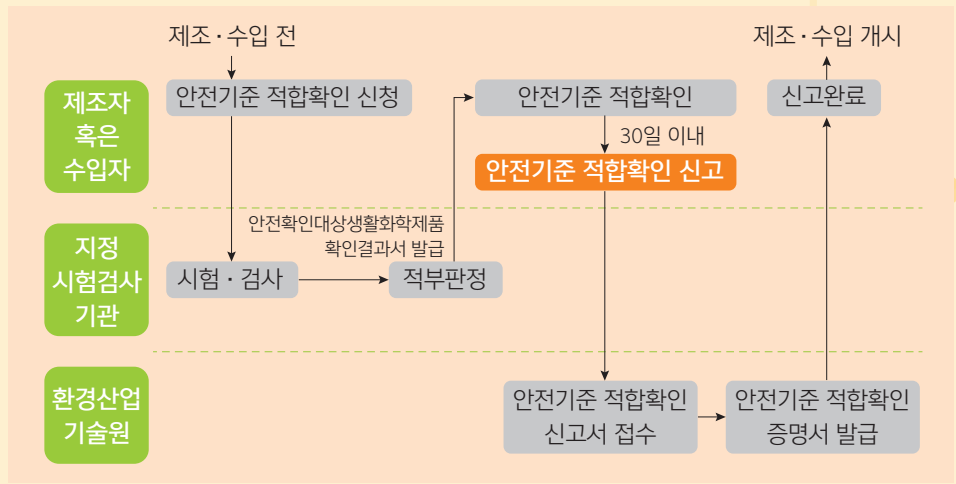 제조·수입 전
제조·수입 개시
제조자
혹은
수입자
안전기준 적합확인 신청
안전기준 적합확인
신고완료
30일 이내
안전기준 적합확인 신고
안전확인대상생활화학제품
확인결과서 발급
지정
시험검사
기관
시험·검사
적부판정
환경산업
기술원
안전기준 적합확인
신고서 접수
안전기준 적합확인
증명서 발급